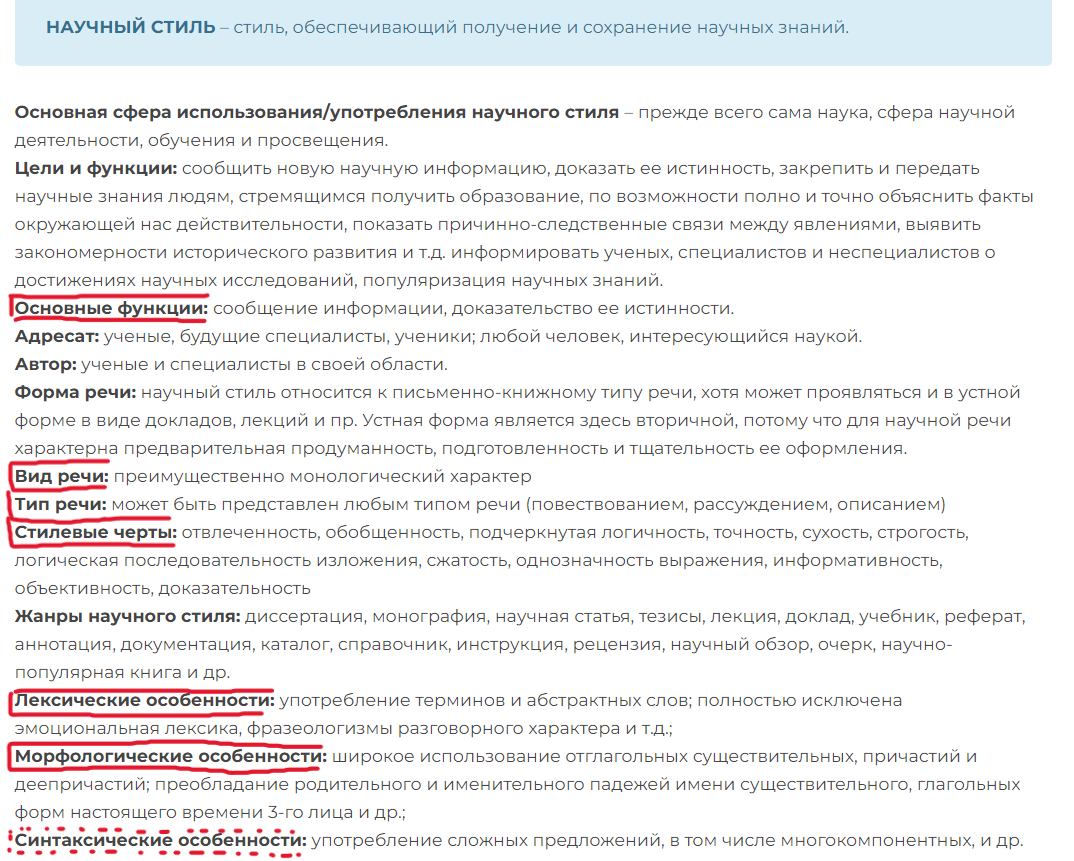 НАУЧНЫЙ СТИЛЬ – стиль, обеспечивающий получение и сохранение научных знаний.
Основная сфера использования/употребления научного стиля – прежде всего сама наука, сфера научной
деятельности, обучения и просвещения.
Цели и функции: сообщить новую научную информацию, доказать ее истинность, закрепить и передать
научные знания людям, стремящимся получить образование, по возможности полно и точно объяснить факты
окружающей нас действительности, показать причинно-следственные связи между явлениями, выявить
закономерности исторического развития и т.д. информировать ученых, специалистов и неспециалистов о
достижениях научных исследований, популяризация научных знаний.
Основные функции: сообщение информации, доказательство ее истинности.
Адресат: ученые, будущие специалисты, ученики; любой человек, интересующийся наукой.
Автор: ученые и специалисты в своей области.
Форма речи: научный стиль относится к письменно-книжному типу речи, хотя может проявляться и в устной
форме в виде докладов, лекций и пр. Устная форма является здесь вторичной, потому что для научной речи
характерна предварительная продуманность, подготовленность и тщательность ее оформления.
Вид речи: преимущественно монологический характер
Тип речи: может быть представлен любым типом речи (повествованием, рассуждением, описанием)
Стилевые черты: отвлеченность, обобщенность, подчеркнутая логичность, точность, сухость, строгость,
логическая последовательность изложения, сжатость, однозначность выражения, информативность,
объективность, доказательность
Жанры научного стиля: диссертация, монография, научная статья, тезисы, лекция, доклад, учебник, реферат,
аннотация, документация, каталог, справочник, инструкция, рецензия, научный обзор, очерк, научно-
популярная книга и др.
Лексические особенности: употребление терминов и абстрактных слов; полностью исключена
эмоциональная лексика, фразеологизмы разговорного характера и т.д.;
Морфологические особенности: широкое использование отглагольных существительных, причастий и
деепричастий; преобладание родительного и именительного падежей имени существительного, глагольных
форм настоящего времени 3-го лица и др.;
Синтаксические особенности: употребление сложных предложений, в том числе многокомпонентных, и др.